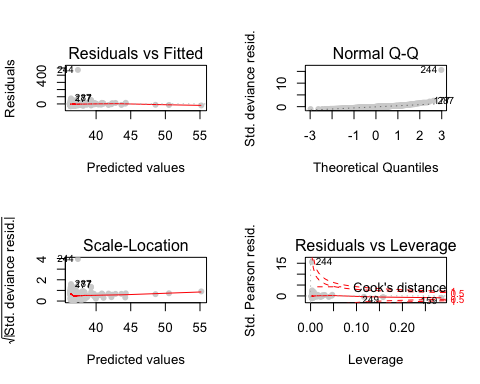 Residuals vs Fitted
Residuals
0
400
244
287
40
45
50
55
Predicted values
Normal Q-Q
Std. deviance resid.
0
10
244
-3
-1
0
1
2
3
Theoretical Quantiles
Scale-Location
√|Std. deviance resid.|
0
2
4
244
40
45
50
55
Predicted values
Residuals vs Leverage
Std. Pearson resid.
0
15
244
Cook's distance
249
0.00
0.10
0.20
Leverage